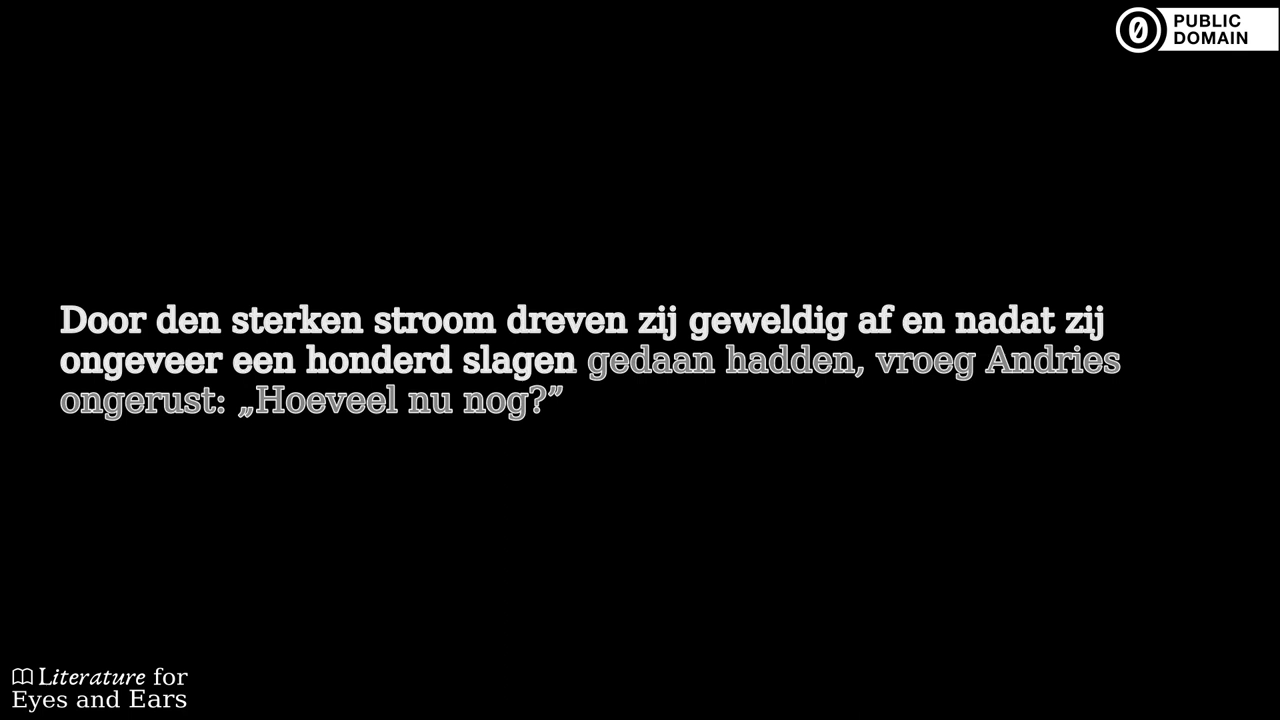 PUBLIC
DOMAIN
Door den sterken stroom dreven zij geweldig af en nadat zij
ongeveer een honderd slagen gedaan hadden, vroeg Andries
ongerust: „Hoeveel nu nog?”
Literature for
Eyes and Ears